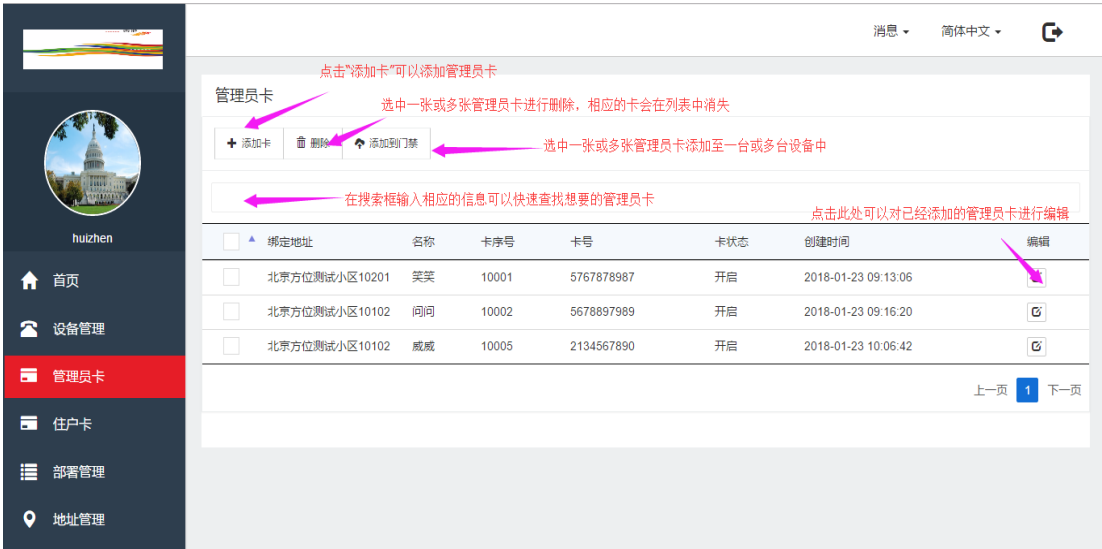 消息
简体中文
点击“添加卡”可以添加管理员卡
管理员卡
选中一张或多张管理员卡进行删除，相应的卡会在列表中消失
添加卡 删除 添加到门禁
选中一张或多张管理员卡添加至一台或多台设备中
在搜索框输入相应的信息可以快速查找想要的管理员卡
点击此处可以对已经添加的管理员卡进行编辑
huizhen
绑定地址 名称 卡序号 卡号 卡状态 创建时间 编辑
北京方位测试小区10201 笑笑 10001 5767878987 开启 2018-01-23 09:13:06
北京方位测试小区10102 问问 10002 5678897989 开启 2018-01-23 09:16:20
北京方位测试小区10102 威威 10005 2134567890 开启 2018-01-23 10:06:42
上一页 1 下一页
首页
设备管理
管理员卡
住户卡
部署管理
地址管理